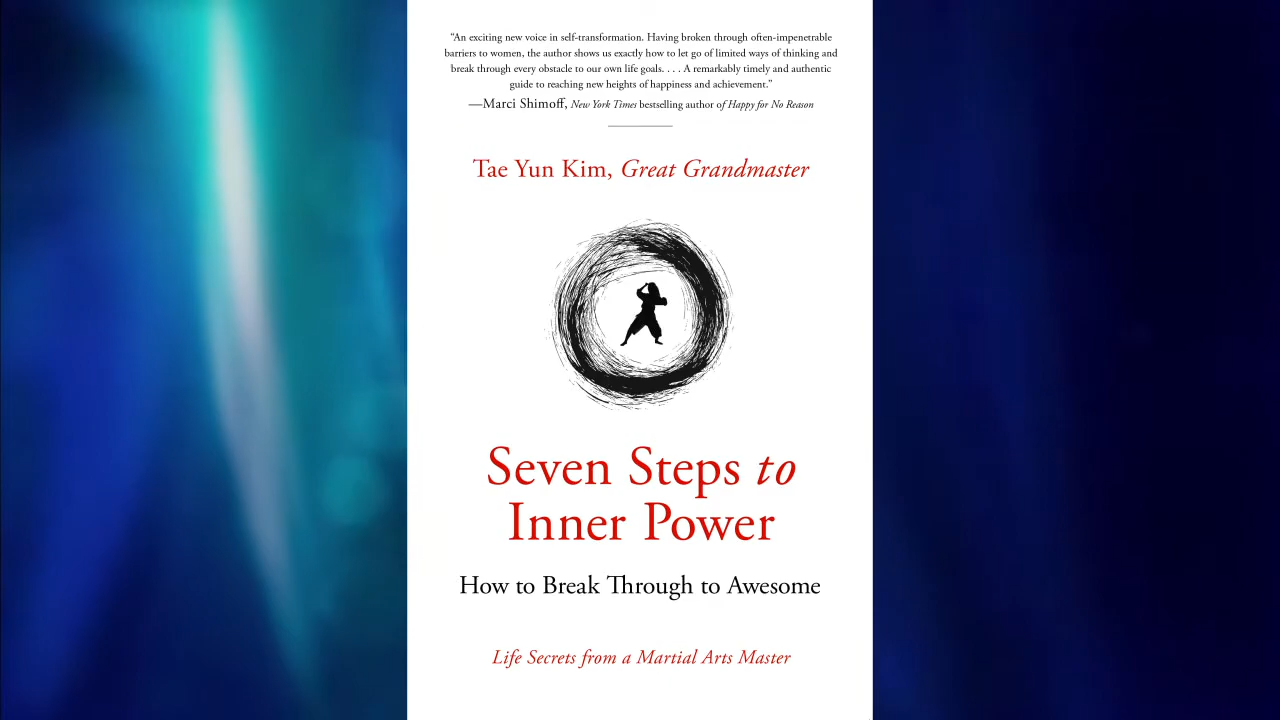 “An exciting new voice in self-transformation. Having broken through often-impenetrable
barriers to women, the author shows us exactly how to let go of limited ways of thinking and
break through every obstacle to our own life goals. . . . A remarkably timely and authentic
guide to reaching new heights of happiness and achievement.”
—Marci Shimoff, New York Times bestselling author of Happy for No Reason
Tae Yun Kim, Great Grandmaster
Seven Steps to
Inner Power
How to Break Through to Awesome
Life Secrets from a Martial Arts Master